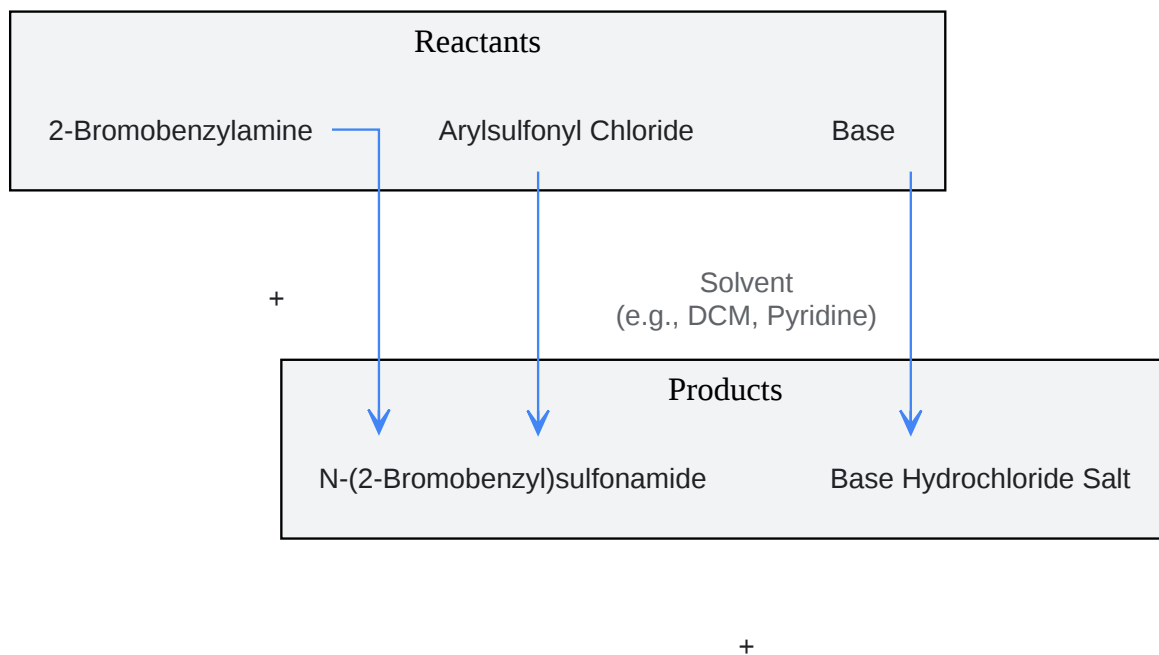 Reactants
2-Bromobenzylamine
Arylsulfonyl Chloride
Base
+
Solvent
(e.g., DCM, Pyridine)
Products
N-(2-Bromobenzyl)sulfonamide
Base Hydrochloride Salt
+